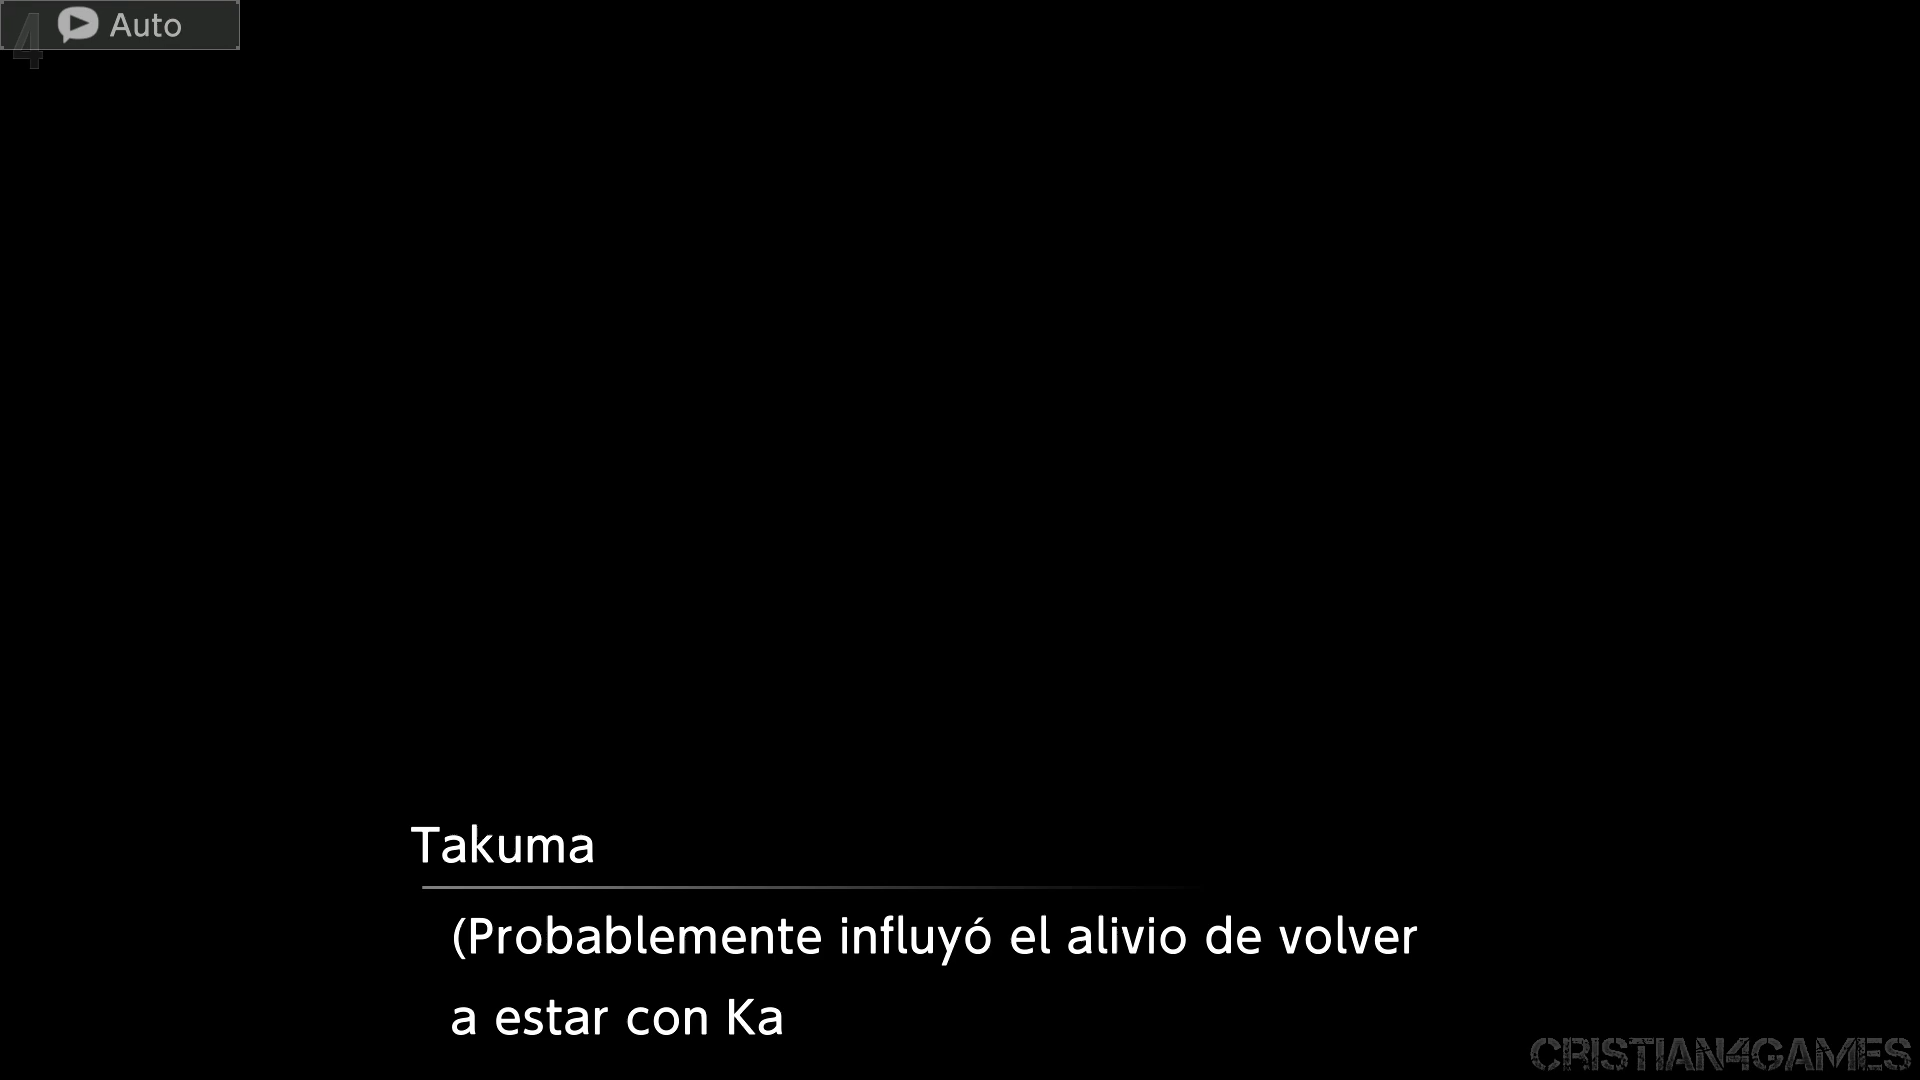 4
Auto
Takuma
(Probablemente influyó el alivio de volver
a estar con Ka
CRISTIAN4GAMES